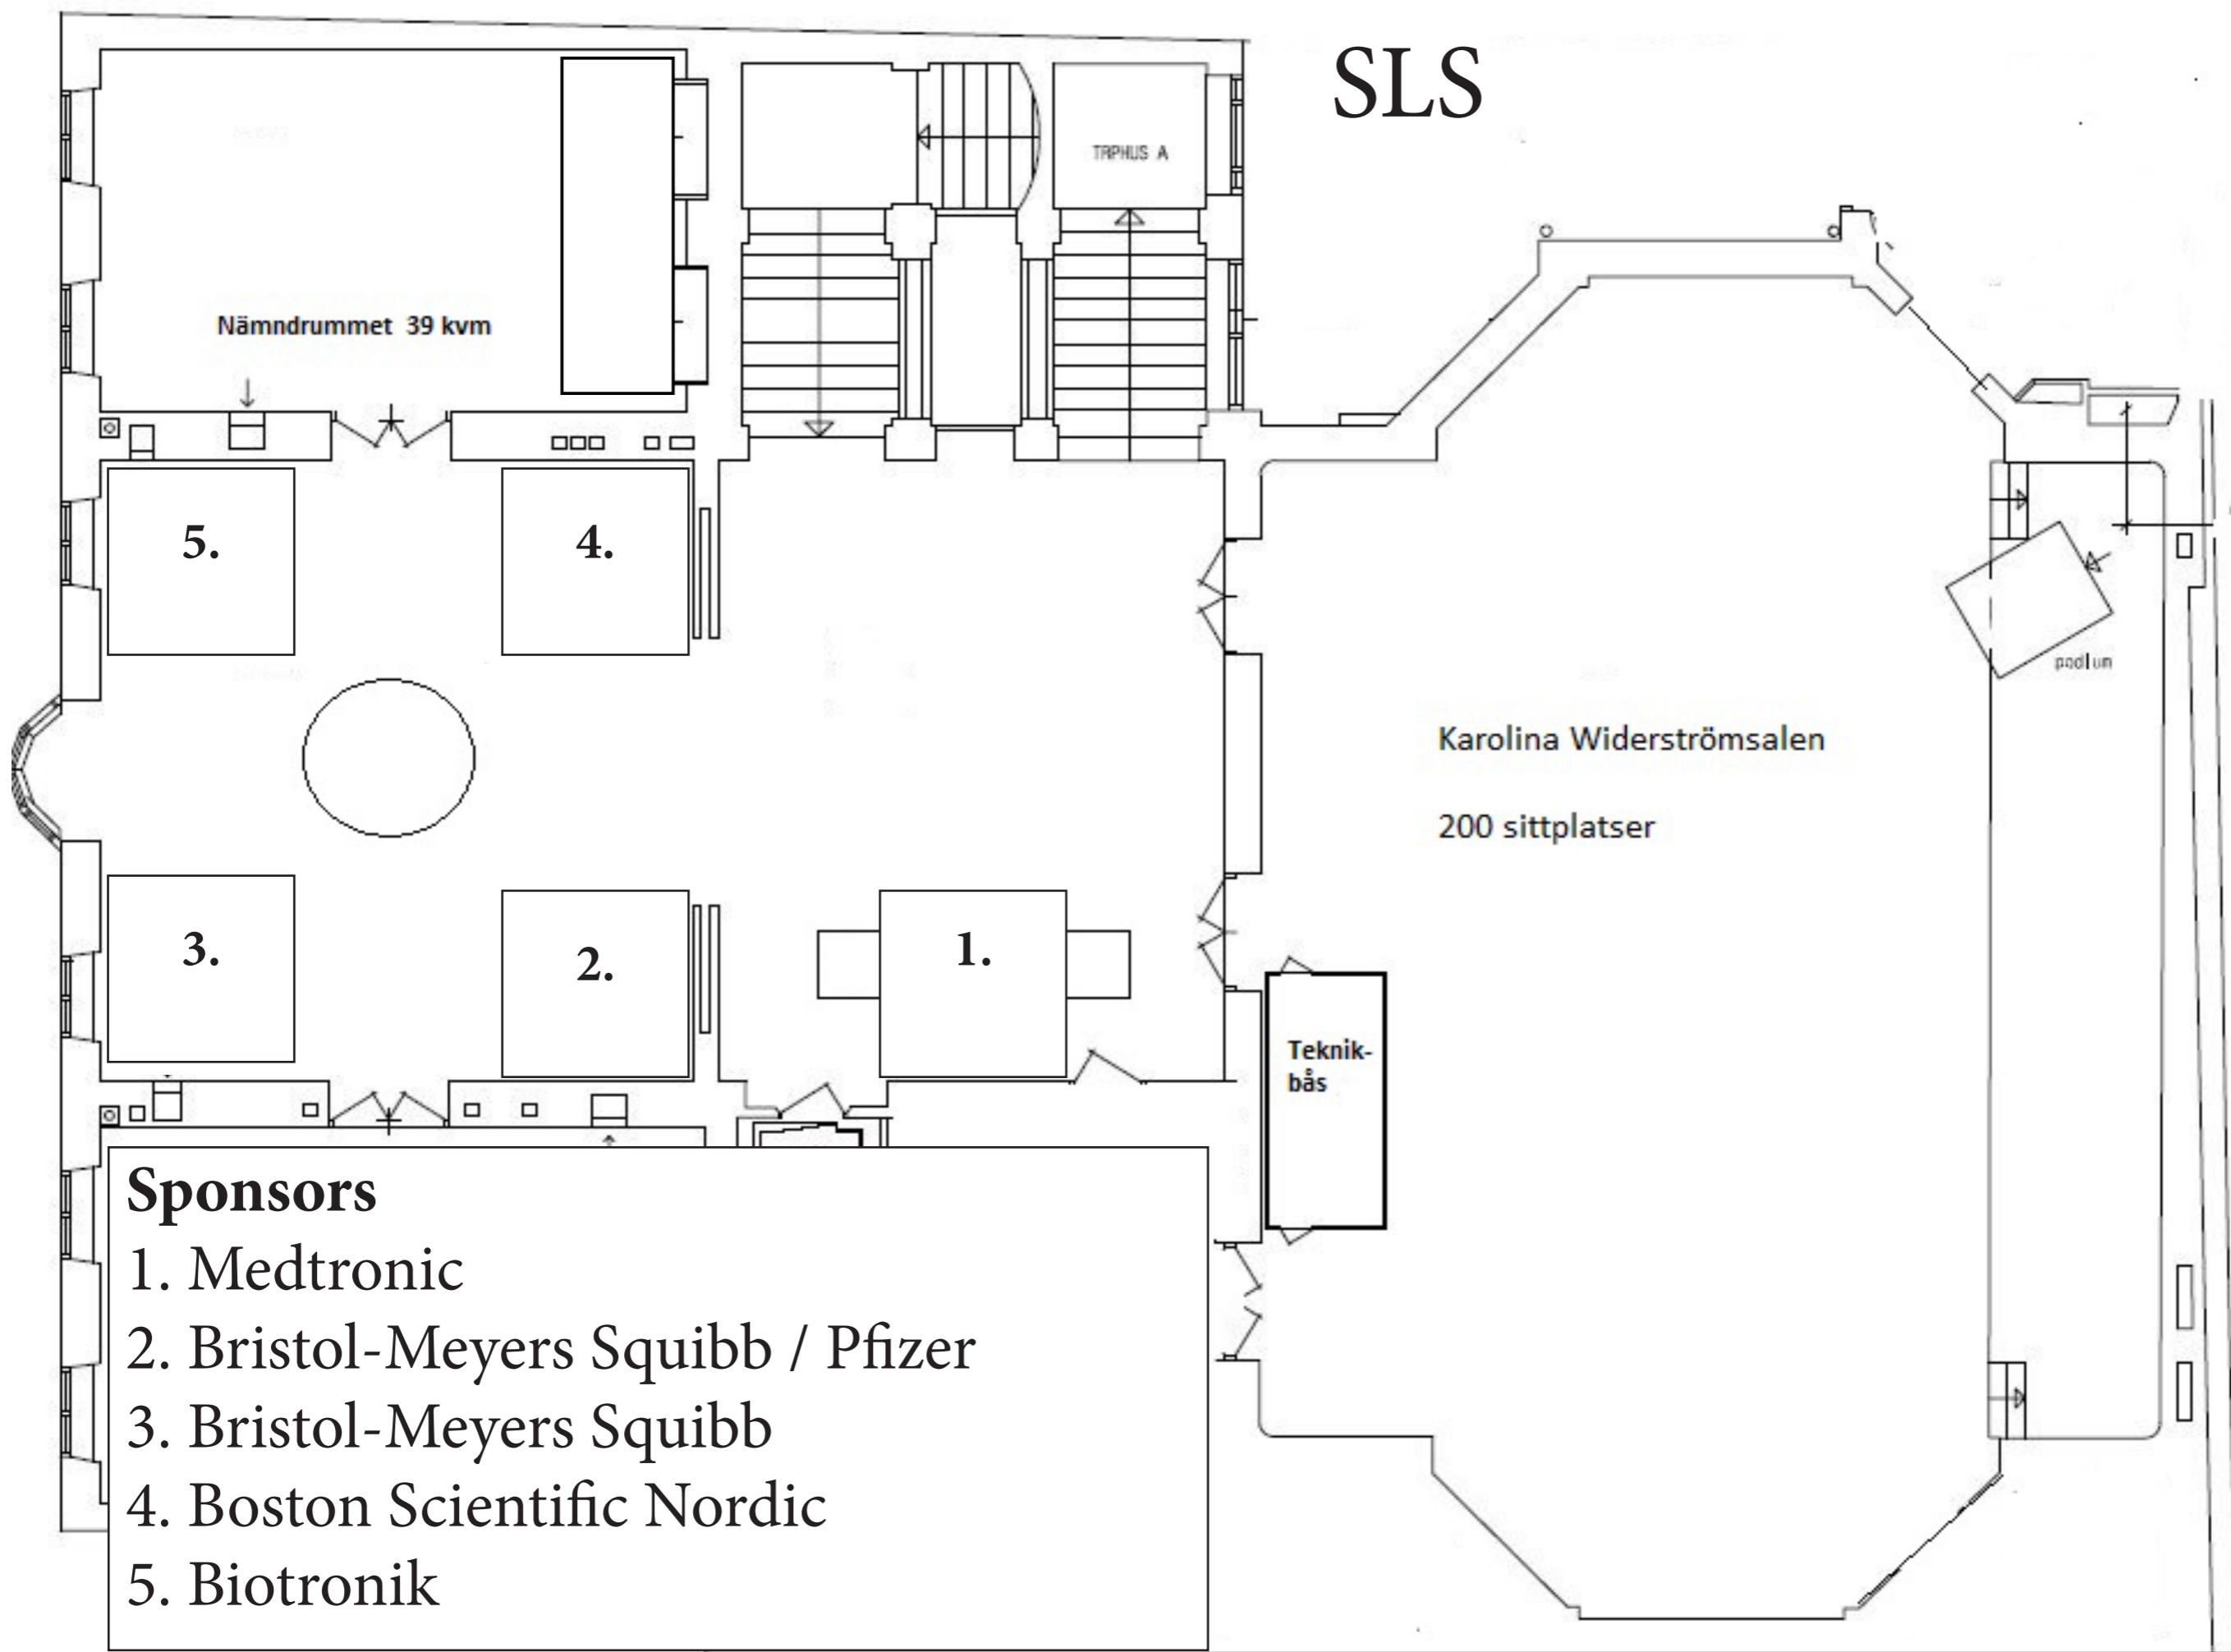 SLS
TRPHUS A
Nämndrummet 39 kvm
5.
4.
podium
Karolina Widerströmsalen
200 sittplatser
3.
2.
1.
Teknik-
bås
Sponsors
1. Medtronic
2. Bristol-Meyers Squibb / Pfizer
3. Bristol-Meyers Squibb
4. Boston Scientific Nordic
5. Biotronik